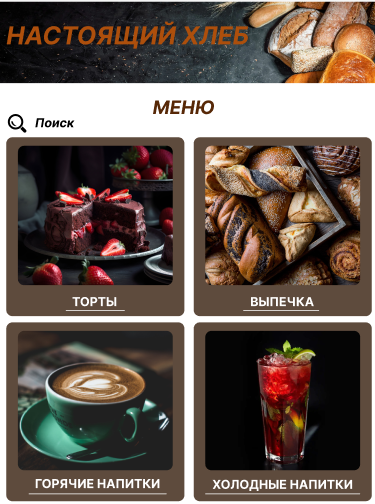 НАСТОЯЩИЙ ХЛЕБ
МЕНЮ
Поиск
ТОРТЫ
ВЫПЕЧКА
ГОРЯЧИЕ НАПИТКИ
ХОЛОДНЫЕ НАПИТКИ